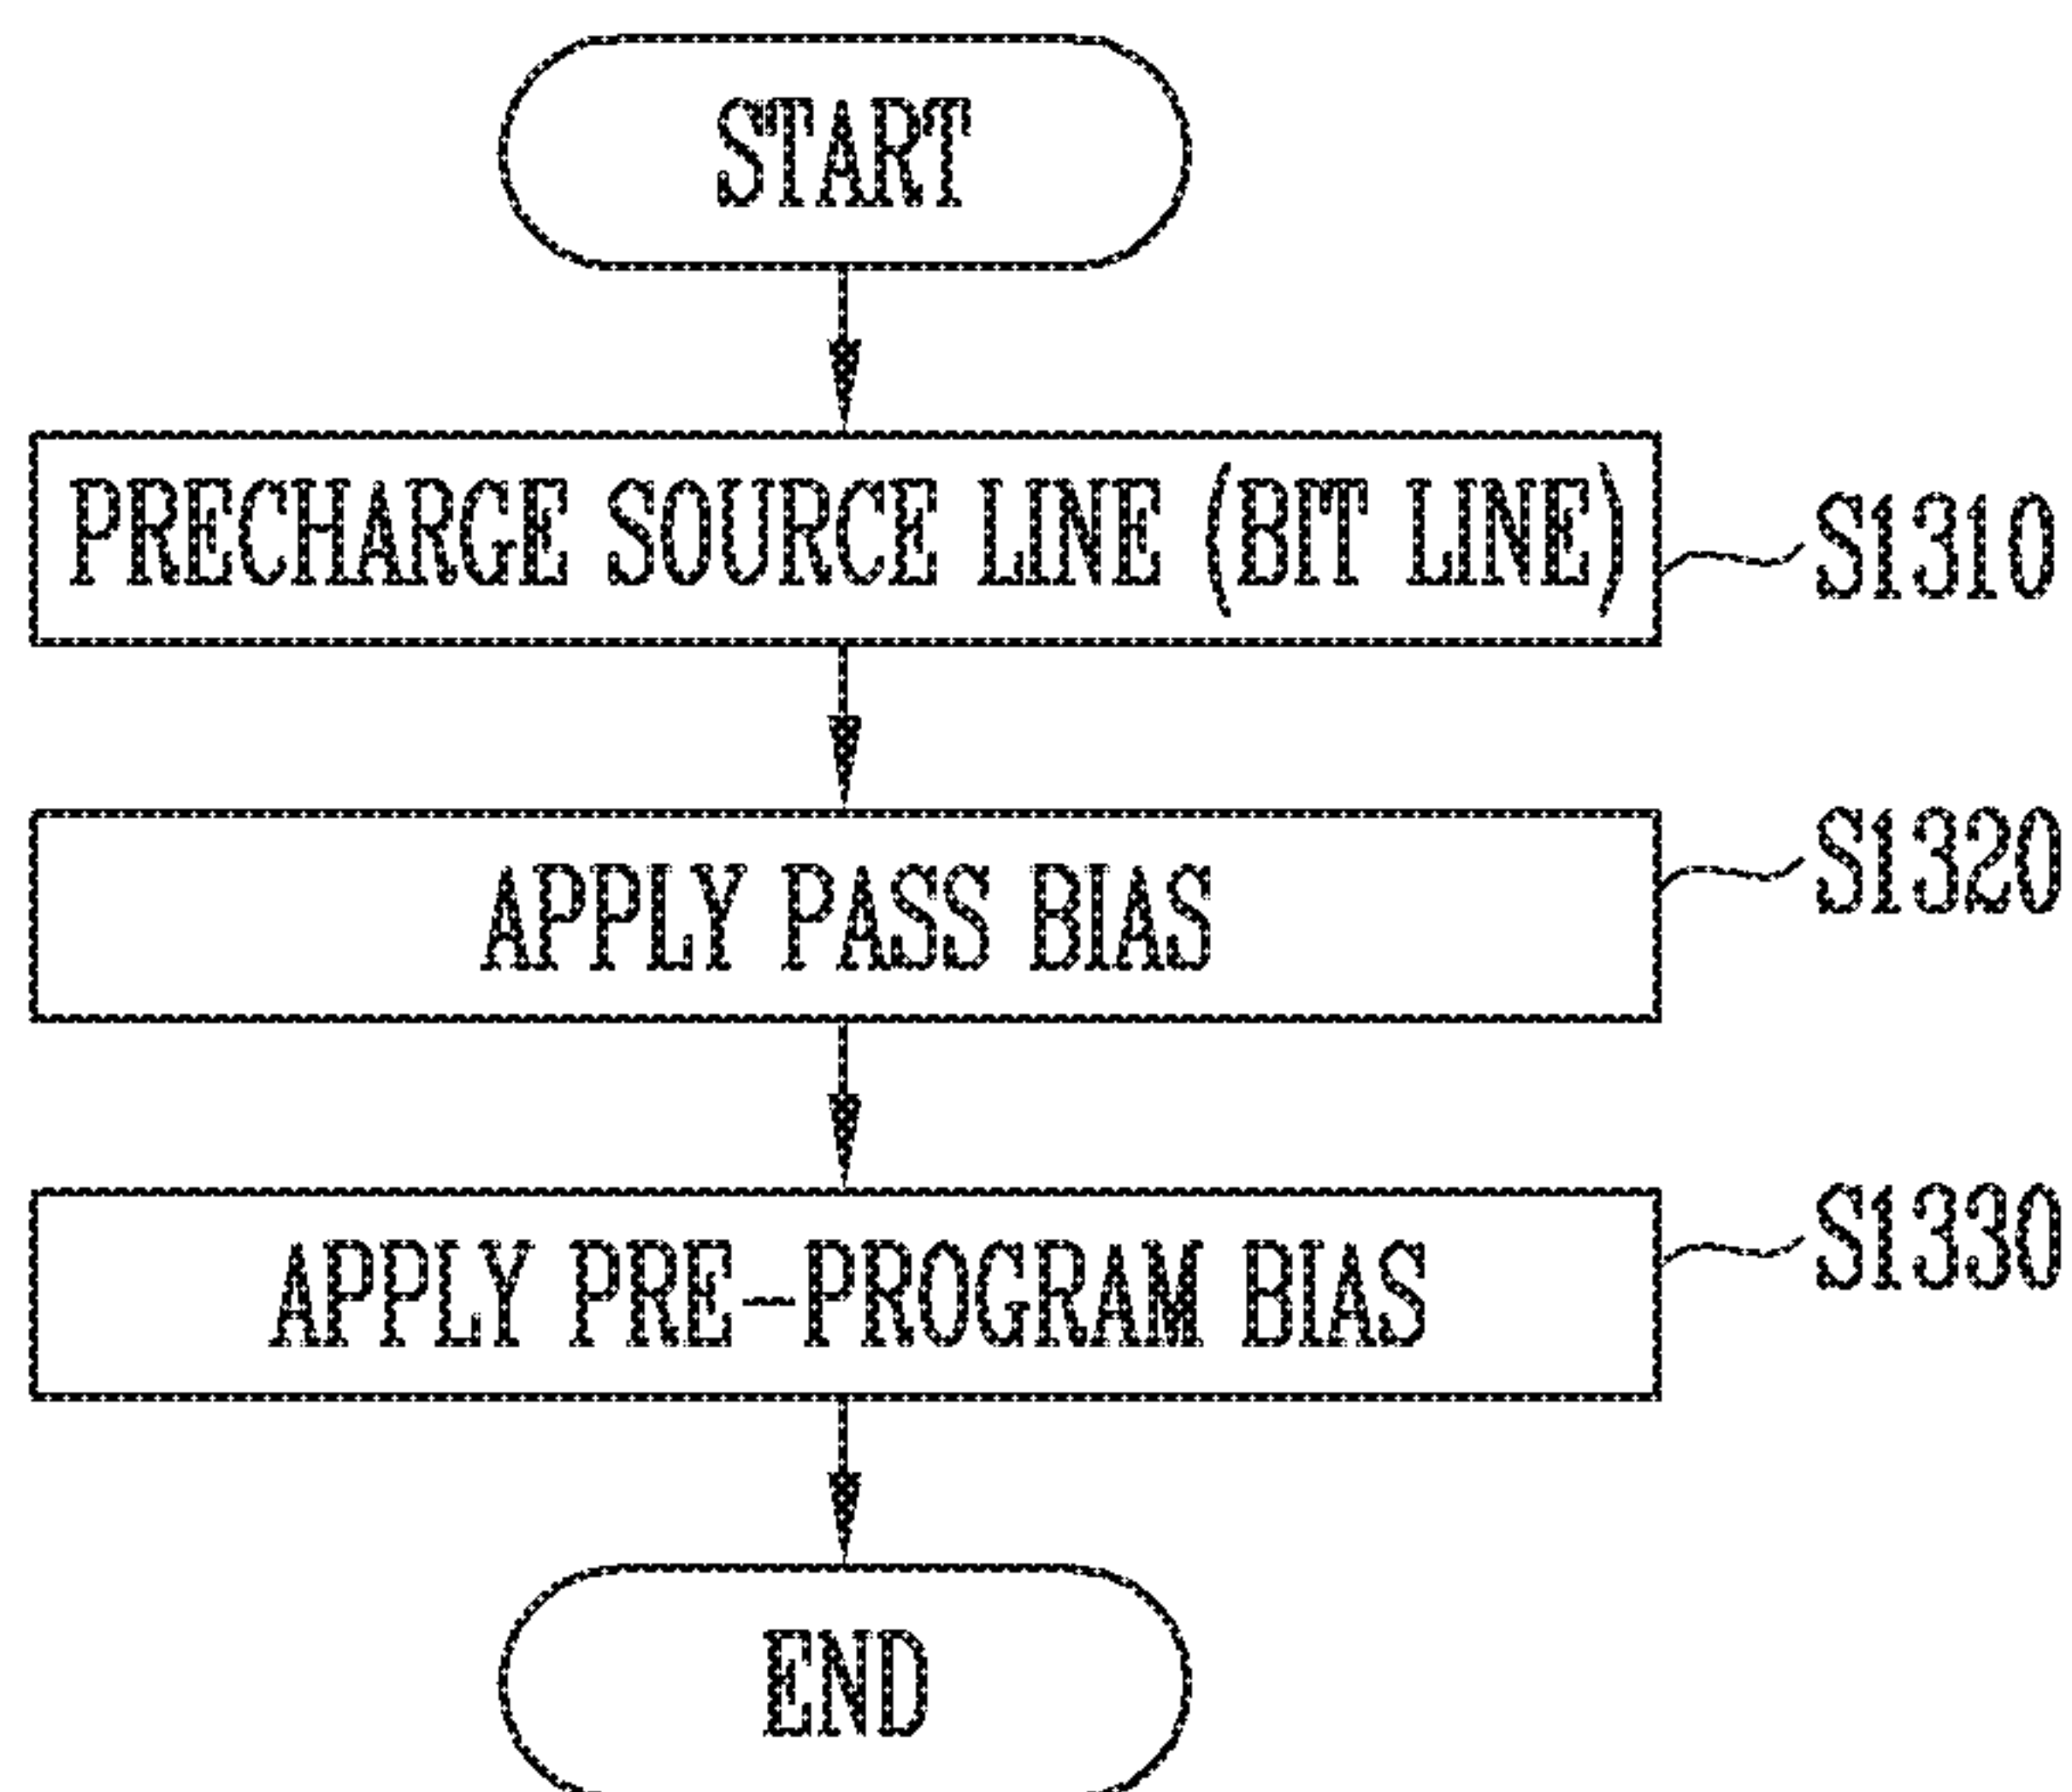 START
PRECHARGE SOURCE LINE (BIT LINE)
S1310
APPLY PASS BIAS
S1320
APPLY PRE-PROGRAM BIAS
S1330
END